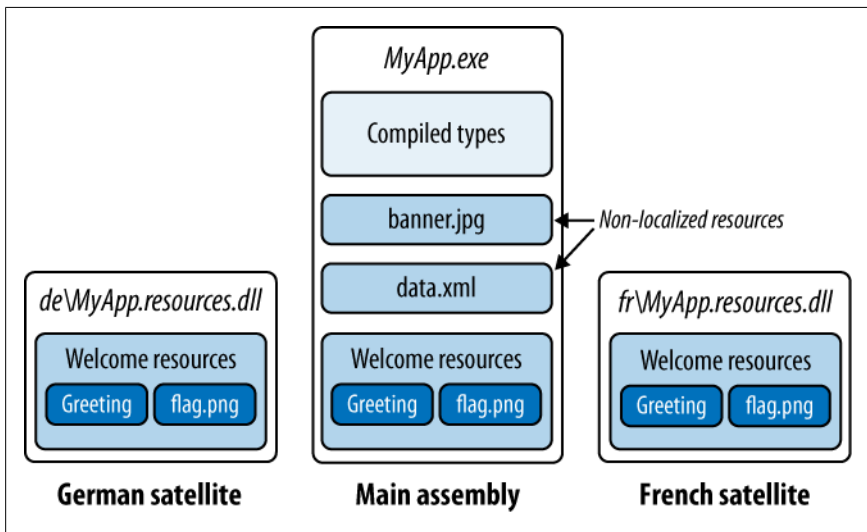 MyApp.exe
Compiled types
banner.jpg
Non-localized resources
data.xml
de\MyApp.resources.dll
Welcome resources
Greeting flag.png
Welcome resources
Greeting flag.png
fr\MyApp.resources.dll
Welcome resources
Greeting flag.png
German satellite
Main assembly
French satellite